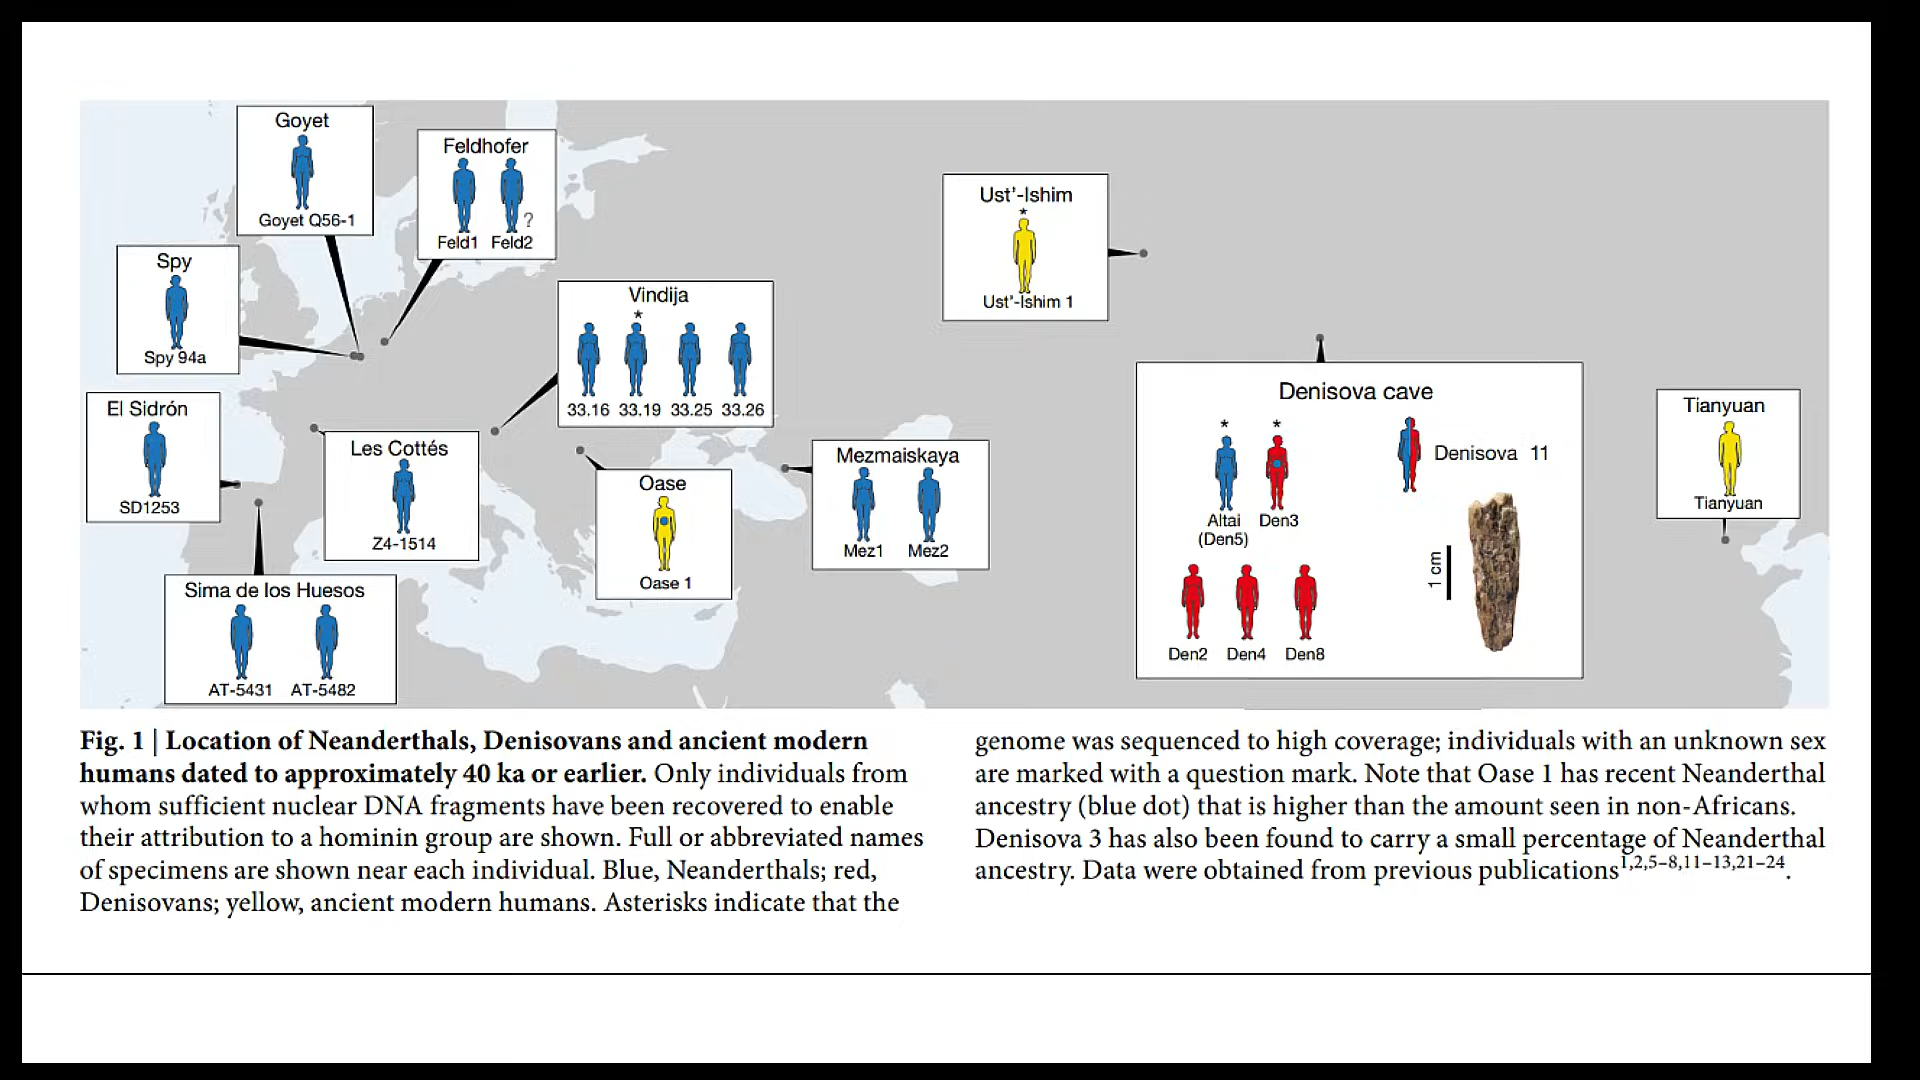 Goyet
Goyet Q56-1
Feldhofer
?
Feld1 Feld2
Spy
Spy 94a
Vindija
*
33.16 33.19 33.25 33.26
Ust’-Ishim
*
Ust’-Ishim 1
El Sidrón
SD1253
Les Cottés
Z4-1514
Oase
Oase 1
Mezmaiskaya
Mez1 Mez2
Sima de los Huesos
AT-5431 AT-5482
Denisova cave
* *
Denisova 11
Altai Den3
(Den5)
1 cm
Den2 Den4 Den8
Tianyuan
Tianyuan
Fig. 1 | Location of Neanderthals, Denisovans and ancient modern
humans dated to approximately 40 ka or earlier. Only individuals from
whom sufficient nuclear DNA fragments have been recovered to enable
their attribution to a hominin group are shown. Full or abbreviated names
of specimens are shown near each individual. Blue, Neanderthals; red,
Denisovans; yellow, ancient modern humans. Asterisks indicate that the
genome was sequenced to high coverage; individuals with an unknown sex
are marked with a question mark. Note that Oase 1 has recent Neanderthal
ancestry (blue dot) that is higher than the amount seen in non-Africans.
Denisova 3 has also been found to carry a small percentage of Neanderthal
ancestry. Data were obtained from previous publications1,2,5–8,11–13,21–24.